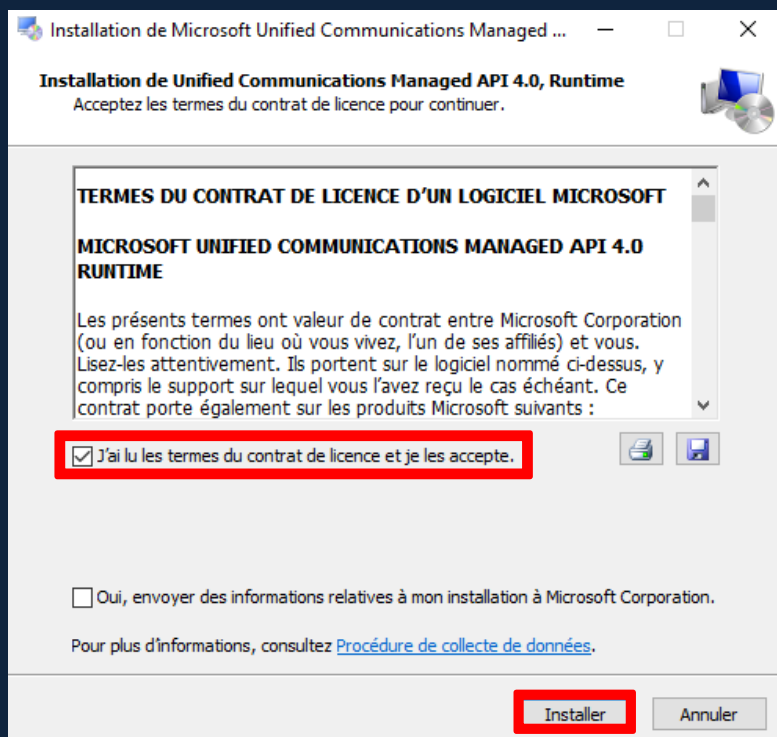 Installation de Microsoft Unified Communications Managed ...
Installation de Unified Communications Managed API 4.0, Runtime
Acceptez les termes du contrat de licence pour continuer.
TERMES DU CONTRAT DE LICENCE D’UN LOGICIEL MICROSOFT
MICROSOFT UNIFIED COMMUNICATIONS MANAGED API 4.0
RUNTIME
Les présents termes ont valeur de contrat entre Microsoft Corporation
(ou en fonction du lieu où vous vivez, l’un de ses affiliés) et vous.
Lisez-les attentivement. Ils portent sur le logiciel nommé ci-dessus, y
compris le support sur lequel vous l’avez reçu le cas échéant. Ce
contrat porte également sur les produits Microsoft suivants :
J'ai lu les termes du contrat de licence et je les accepte.
Oui, envoyer des informations relatives à mon installation à Microsoft Corporation.
Pour plus d'informations, consultez Procédure de collecte de données.
Installer
Annuler